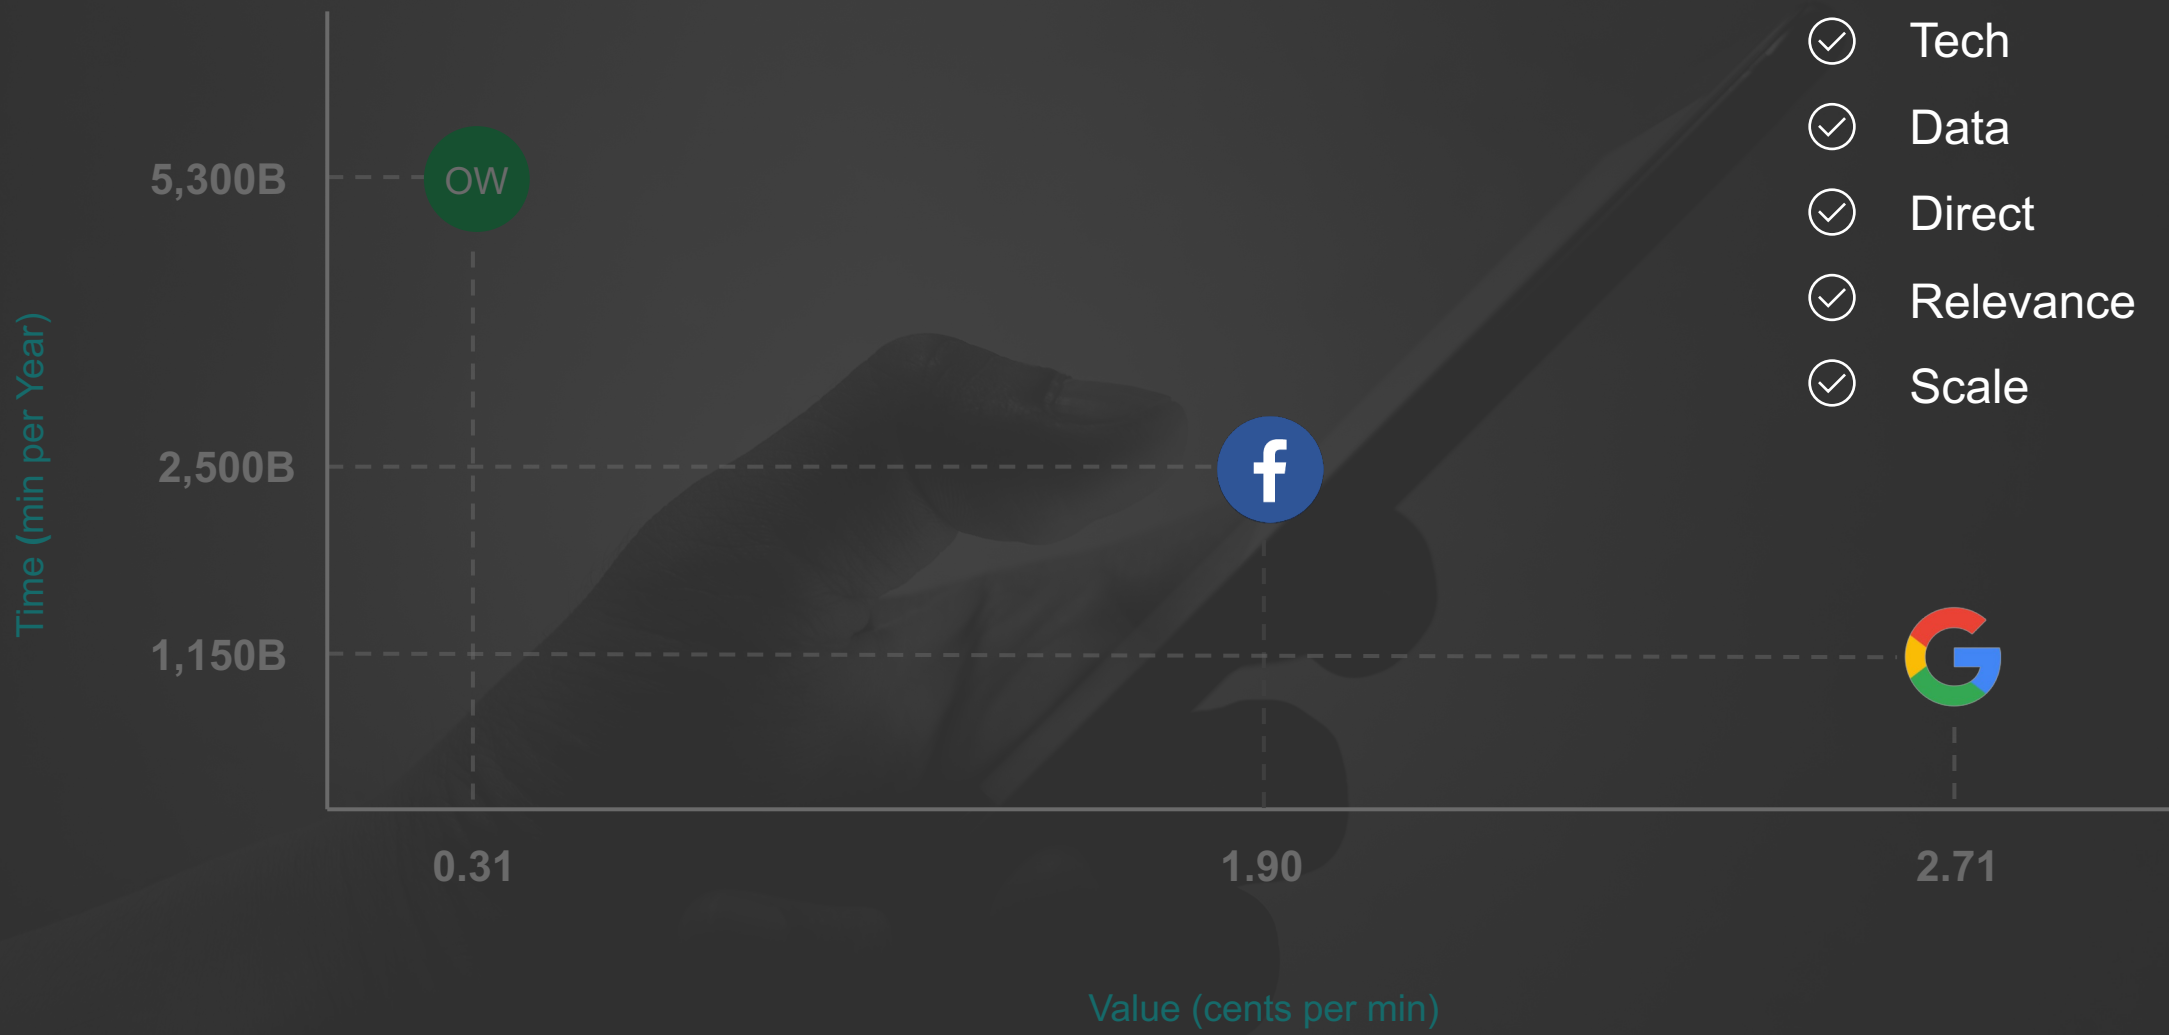 Tech
Data
Direct
Relevance
Scale
5,300B
OW
2,500B
f
1,150B
G
Time (min per Year)
0.31
1.90
2.71
Value (cents per min)